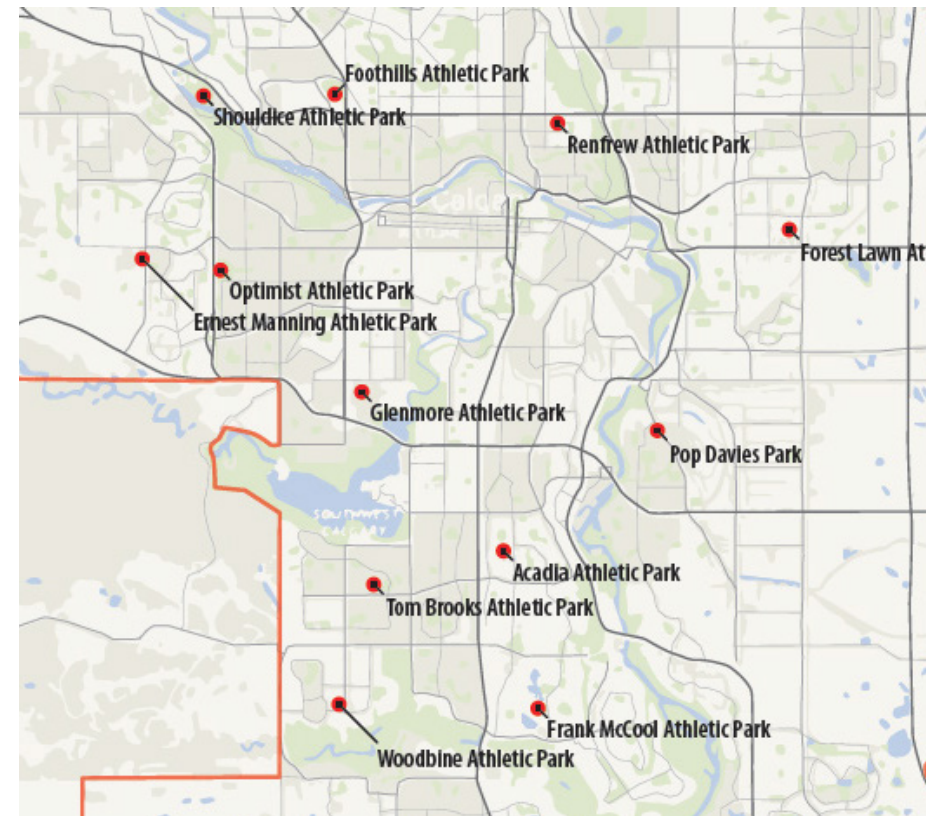 Foothills Athletic Park
Shouldice Athletic Park
Renfrew Athletic Park
Forest Lawn At
Optimist Athletic Park
Ernest Manning Athletic Park
Glenmore Athletic Park
Pop Davies Park
SOUTHWEST
CALGARY
Acadia Athletic Park
Tom Brooks Athletic Park
Frank McCool Athletic Park
Woodbine Athletic Park